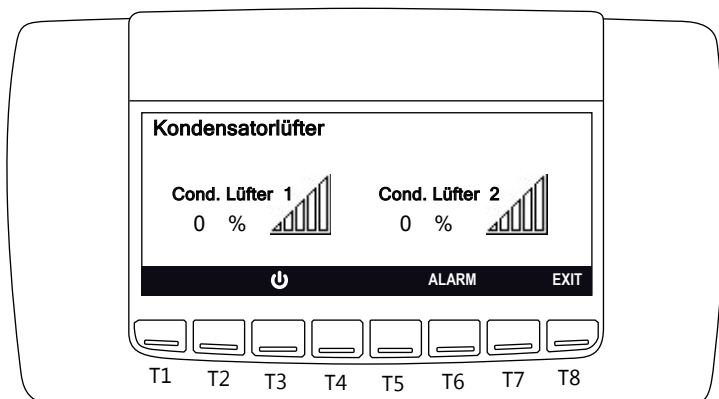 Kondensatorlüfter
Cond. Lüfter 1 Cond. Lüfter 2
0 % 0 %
ALARM EXIT
T1 T2 T3 T4 T5 T6 T7 T8